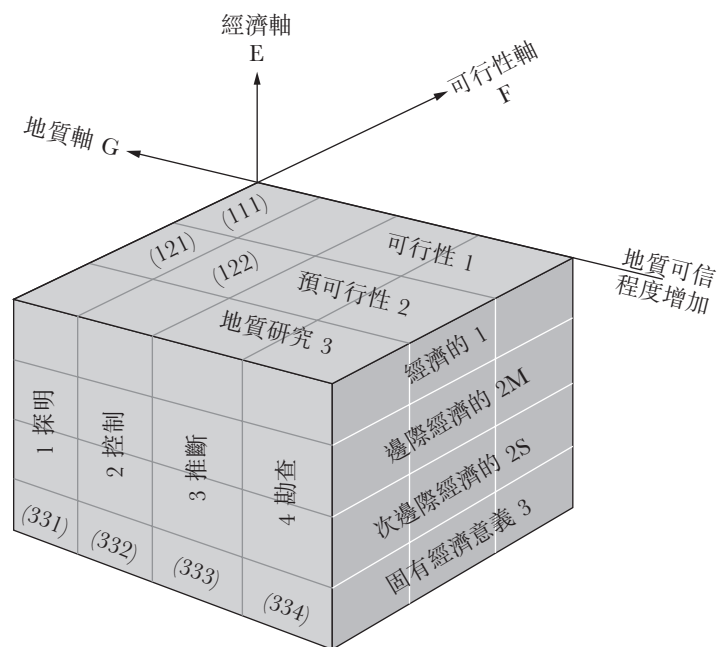 經濟軸
E
可行性軸
F
地質軸 G
(111)
(121)
(122)
可行性 1
預可行性 2
地質研究 3
地質可信
程度增加
經濟的 1
邊際經濟的 2M
次邊際經濟的 2S
固有經濟意義 3
1 探明
2 控制
3 推斷
4 勘查
(331)
(332)
(333)
(334)